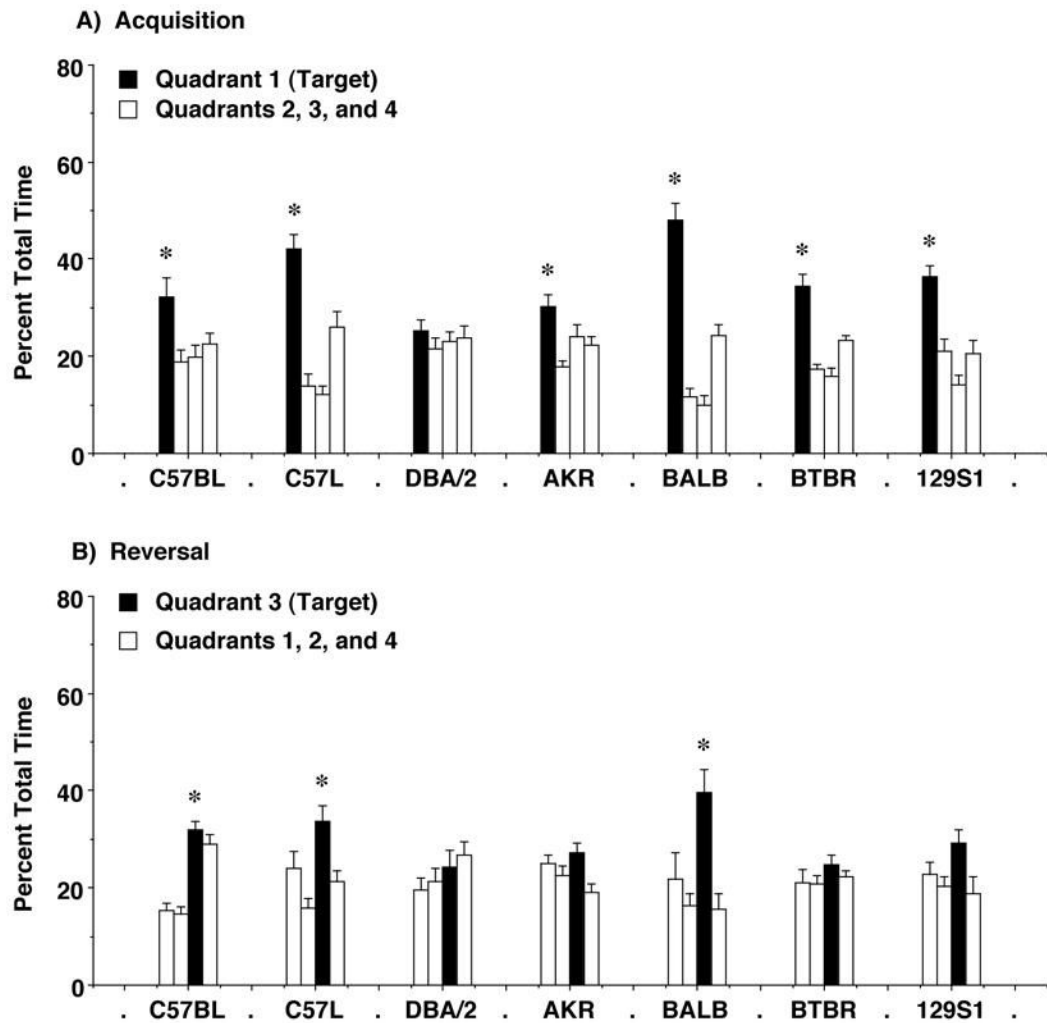 A) Acquisition
80
Quadrant 1 (Target)
Quadrants 2, 3, and 4
60
40
20
0
Percent Total Time
* * * * * *
. C57BL . C57L . DBA/2 . AKR . BALB . BTBR . 129S1 .
B) Reversal
80
Quadrant 3 (Target)
Quadrants 1, 2, and 4
60
40
20
0
Percent Total Time
* * *
. C57BL . C57L . DBA/2 . AKR . BALB . BTBR . 129S1 .